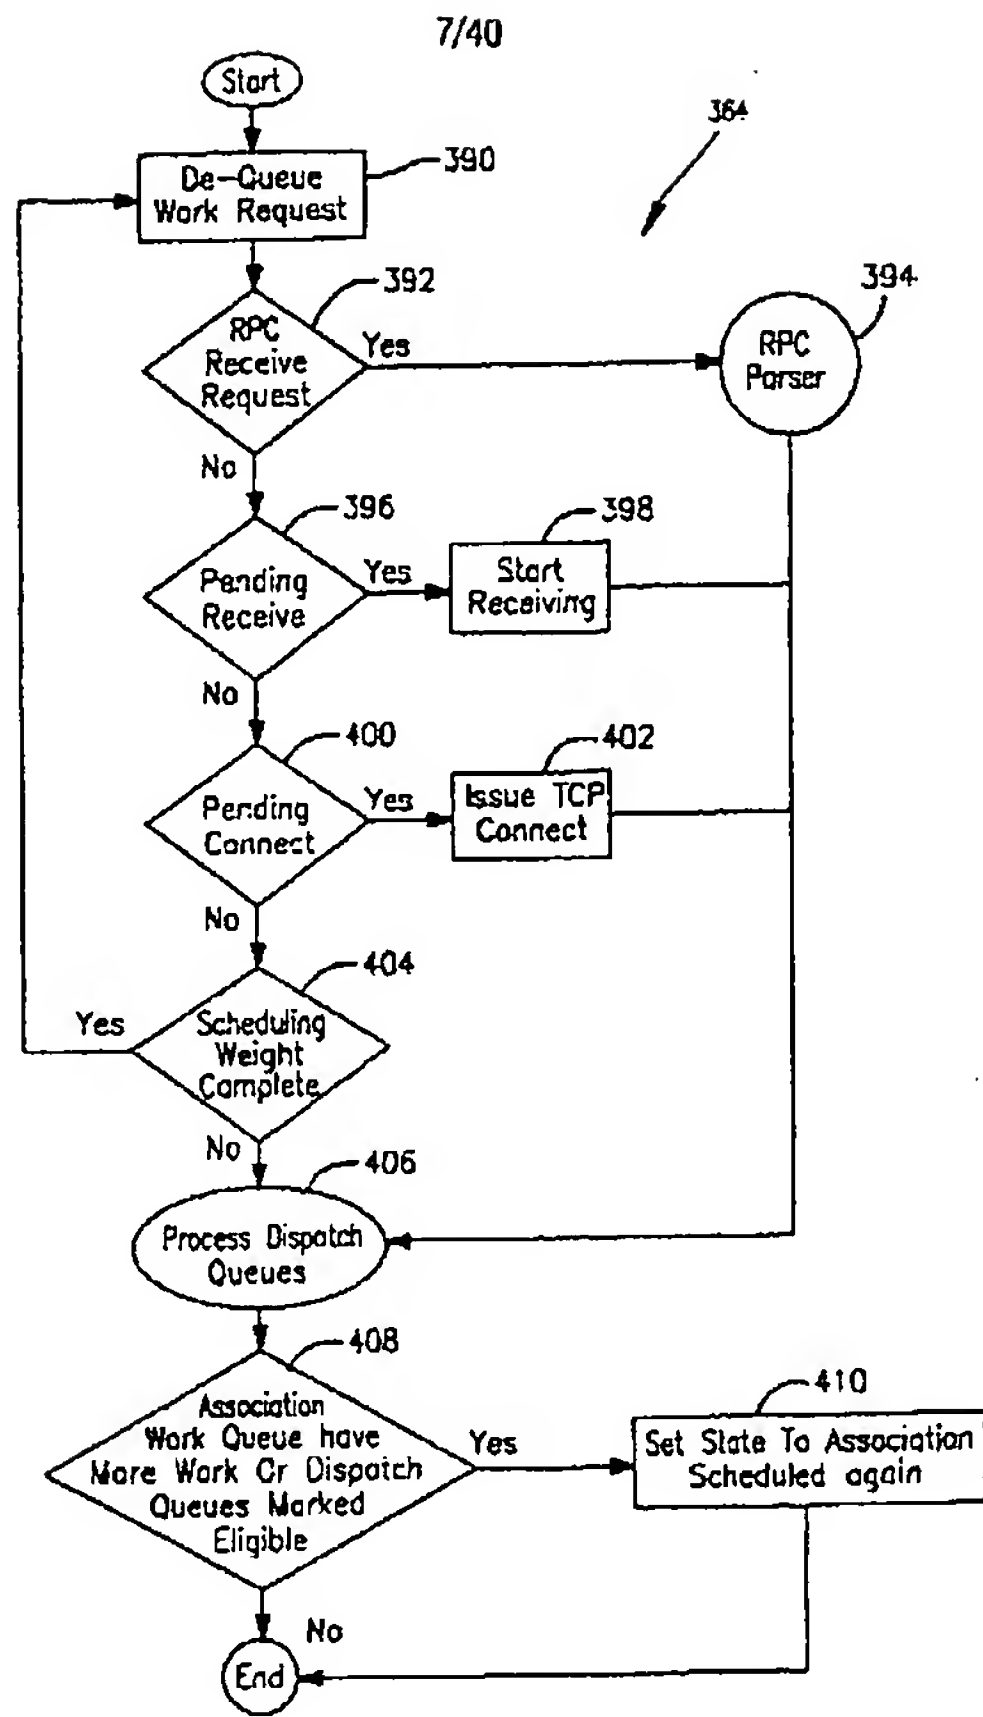 7/40
Start
364
De-Queue
Work Request
390
392
RPC
Receive
Request
Yes
394
RPC
Parser
No
396
Pending
Receive
Yes
398
Start
Receiving
No
400
Pending
Connect
Yes
402
Issue TCP
Connect
No
404
Scheduling
Weight
Complete
Yes
No
406
Process Dispatch
Queues
408
Association
Work Queue have
More Work Or Dispatch
Queues Marked
Eligible
Yes
410
Set State To Association
Scheduled again
No
End